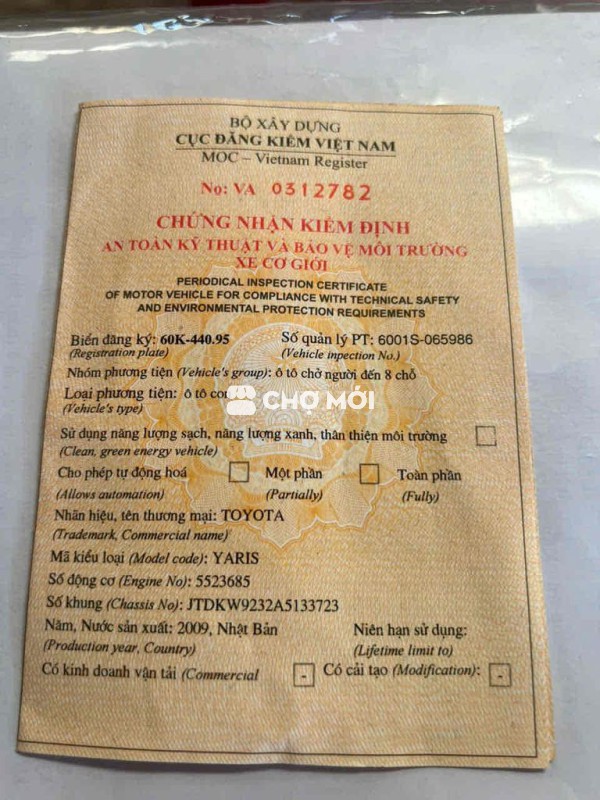 BỘ XÂY DỰNG
CỤC ĐĂNG KIỂM VIỆT NAM
MOC – Vietnam Register
No: VA 0312782
CHỨNG NHẬN KIỂM ĐỊNH
AN TOÀN KỸ THUẬT VÀ BẢO VỆ MÔI TRƯỜNG
XE CƠ GIỚI
PERIODICAL INSPECTION CERTIFICATE
OF MOTOR VEHICLE FOR COMPLIANCE WITH TECHNICAL SAFETY
AND ENVIRONMENTAL PROTECTION REQUIREMENTS
Biển đăng ký: 60K-440.95 Số quản lý PT: 6001S-065986
(Registration plate) (Vehicle inpection No.)
Nhóm phương tiện (Vehicle's group): ô tô chở người đến 8 chỗ
Loại phương tiện: ô tô con
(Vehicle's type)
CHỢ MỚI
Sử dụng năng lượng sạch, năng lượng xanh, thân thiện môi trường
(Clean, green energy vehicle)
Cho phép tự động hoá Một phần Toàn phần
(Allows automation) (Partially) (Fully)
Nhãn hiệu, tên thương mại: TOYOTA
(Trademark, Commercial name)
Mã kiểu loại (Model code): YARIS
Số động cơ (Engine No): 5523685
Số khung (Chassis No): JTDKW9232A5133723
Năm, Nước sản xuất: 2009, Nhật Bản Niên hạn sử dụng:
(Production year, Country) (Lifetime limit to)
Có kinh doanh vận tải (Commercial - Có cải tạo (Modification): -